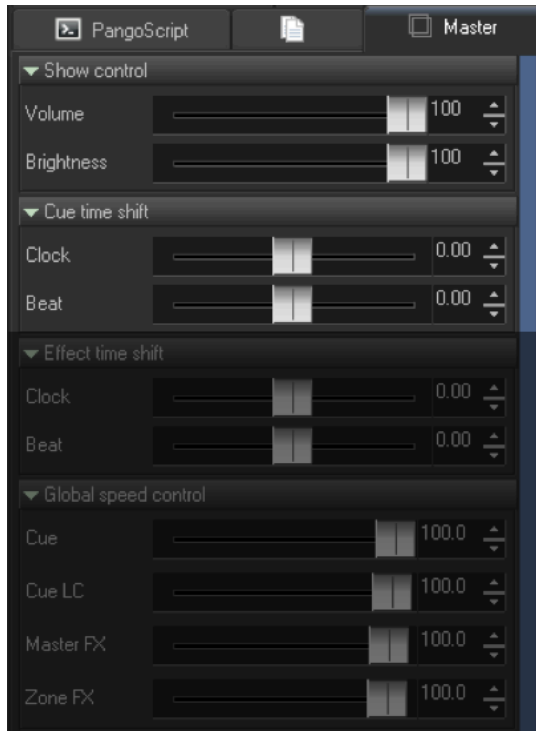 PangoScript
Master
Show control
Volume 100
Brightness 100
Cue time shift
Clock 0.00
Beat 0.00
Effect time shift
Clock 0.00
Beat 0.00
Global speed control
Cue 100.0
Cue LC 100.0
Master FX 100.0
Zone FX 100.0